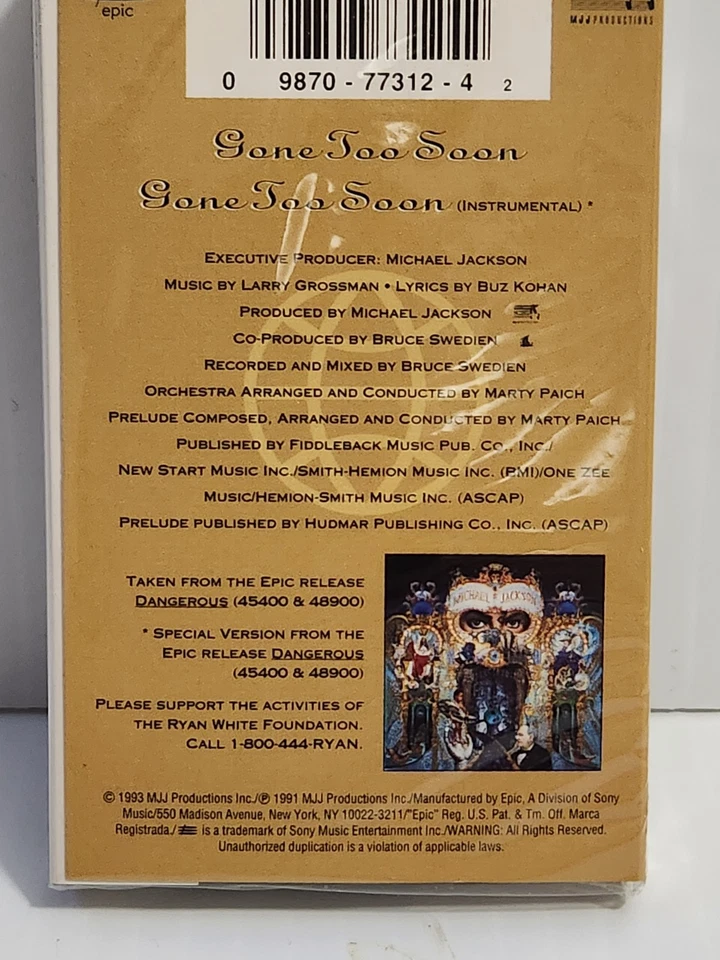 epic
MJJ PRODUCTIONS
0 9870 - 77312 - 4 2
Gone Too Soon
Gone Too Soon (INSTRUMENTAL) *
EXECUTIVE PRODUCER: MICHAEL JACKSON
MUSIC BY LARRY GROSSMAN • LYRICS BY BUZ KOHAN
PRODUCED BY MICHAEL JACKSON
CO-PRODUCED BY BRUCE SWEDIEN
RECORDED AND MIXED BY BRUCE SWEDIEN
ORCHESTRA ARRANGED AND CONDUCTED BY MARTY PAICH
PRELUDE COMPOSED, ARRANGED AND CONDUCTED BY MARTY PAICH
PUBLISHED BY FIDDLEBACK MUSIC PUB. CO., INC./
NEW START MUSIC INC./SMITH-HEMION MUSIC INC. (BMI)/ONE ZEE
MUSIC/HEMION-SMITH MUSIC INC. (ASCAP)
PRELUDE PUBLISHED BY HUDMAR PUBLISHING CO., INC. (ASCAP)
TAKEN FROM THE EPIC RELEASE
DANGEROUS (45400 & 48900)
* SPECIAL VERSION FROM THE
EPIC RELEASE DANGEROUS
(45400 & 48900)
PLEASE SUPPORT THE ACTIVITIES OF
THE RYAN WHITE FOUNDATION.
CALL 1-800-444-RYAN.
MICHAEL JACKSON
© 1993 MJJ Productions Inc./℗ 1991 MJJ Productions Inc./Manufactured by Epic, A Division of Sony
Music/550 Madison Avenue, New York, NY 10022-3211/"Epic" Reg. U.S. Pat. & Tm. Off. Marca
Registrada./ is a trademark of Sony Music Entertainment Inc./WARNING: All Rights Reserved.
Unauthorized duplication is a violation of applicable laws.